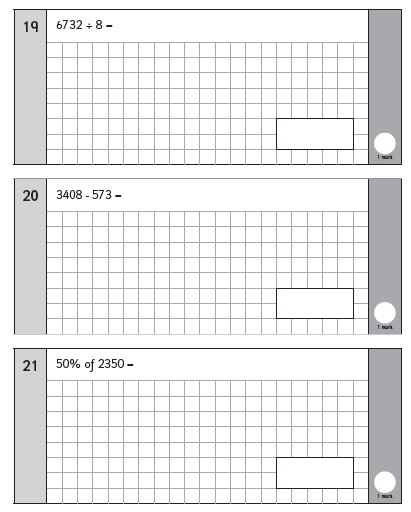 19
6732 ÷ 8 =
1 mark
20
3408 - 573 =
1 mark
21
50% of 2350 =
1 mark